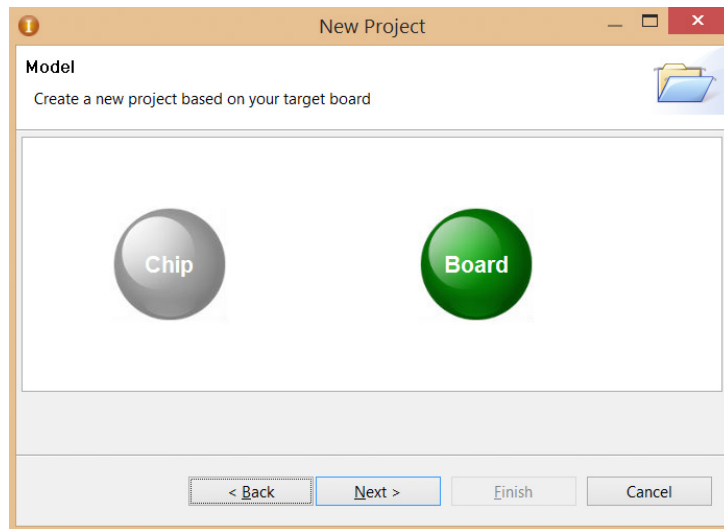 New Project
Model
Create a new project based on your target board
Chip
Board
< Back
Next >
Finish
Cancel